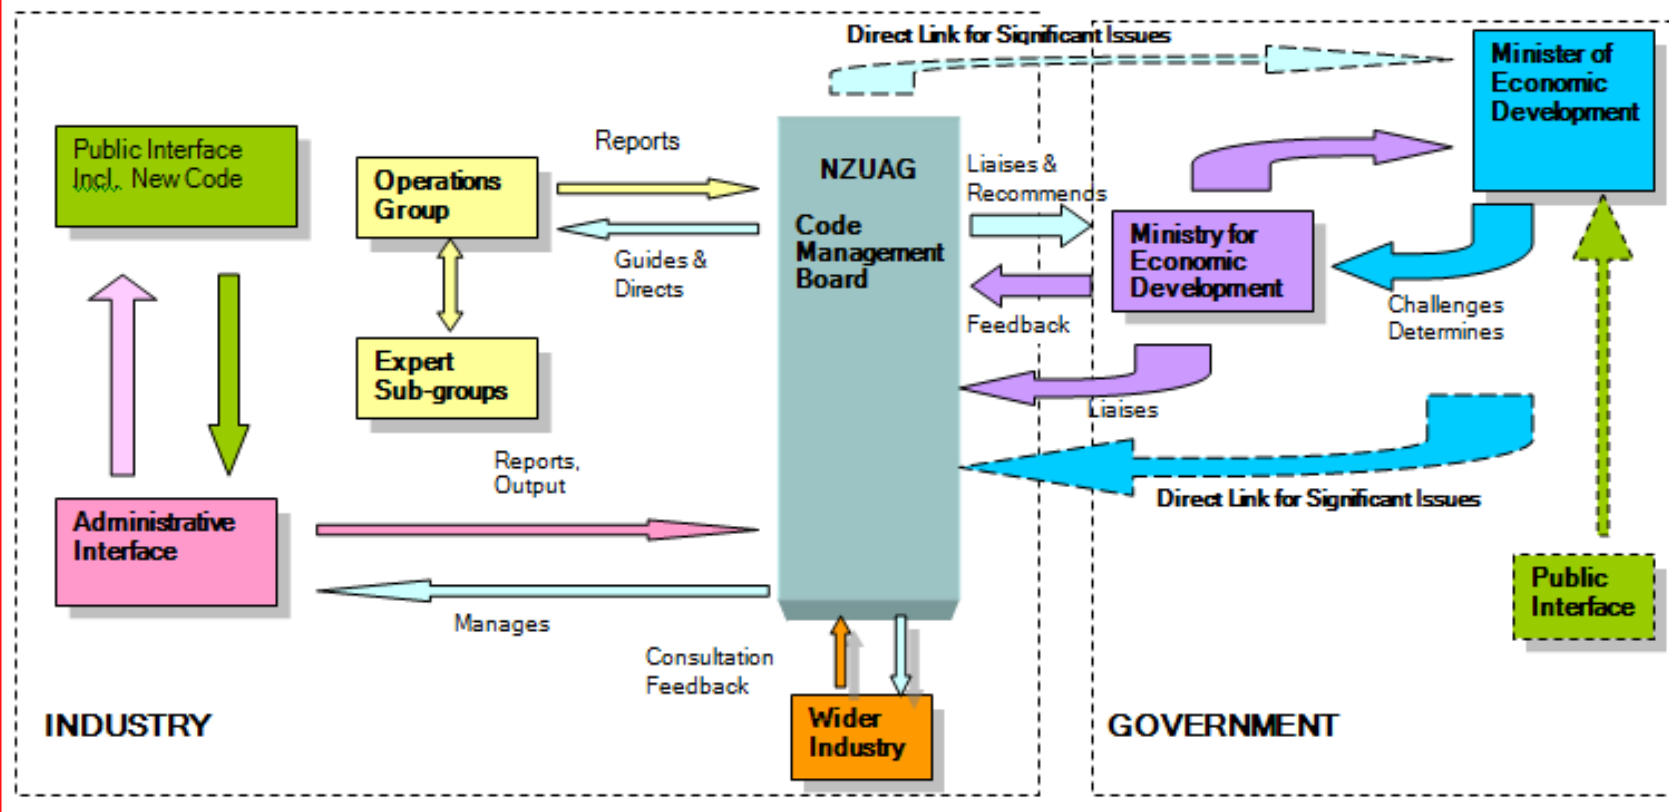 Direct Link for Significant Issues
Minister of
Economic
Development
Public Interface
Incl. New Code
Operations
Group
Reports
NZUAG
Code
Management
Board
Liaises &
Recommends
Guides &
Directs
Ministry for
Economic
Development
Feedback
Challenges
Determines
Expert
Sub-groups
Liaises
Reports,
Output
Direct Link for Significant Issues
Administrative
Interface
Manages
Public
Interface
Consultation
Feedback
Wider
Industry
INDUSTRY
GOVERNMENT